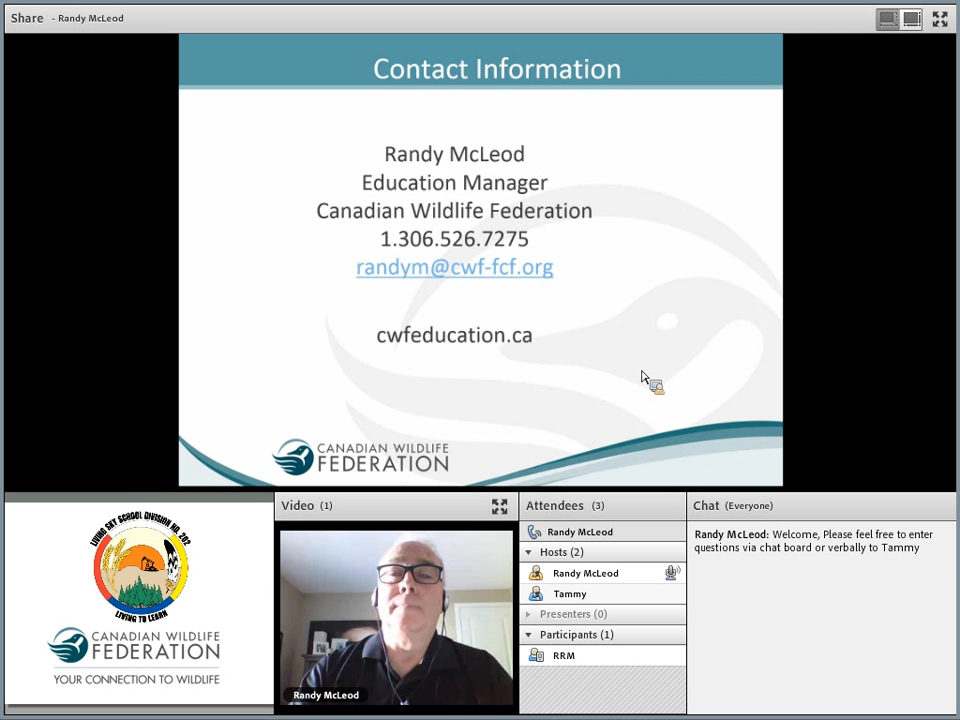 Share - Randy McLeod
Contact Information
Randy McLeod
Education Manager
Canadian Wildlife Federation
1.306.526.7275
randym@cwf-fcf.org
cwfeducation.ca
CANADIAN WILDLIFE
FEDERATION
LIVING SKY SCHOOL DIVISION NO. 202
LIVING TO LEARN
CANADIAN WILDLIFE
FEDERATION
YOUR CONNECTION TO WILDLIFE
Video (1)
Randy McLeod
Attendees (3)
Randy McLeod
Hosts (2)
Randy McLeod
Tammy
Presenters (0)
Participants (1)
RRM
Chat (Everyone)
Randy McLeod: Welcome, Please feel free to enter
questions via chat board or verbally to Tammy